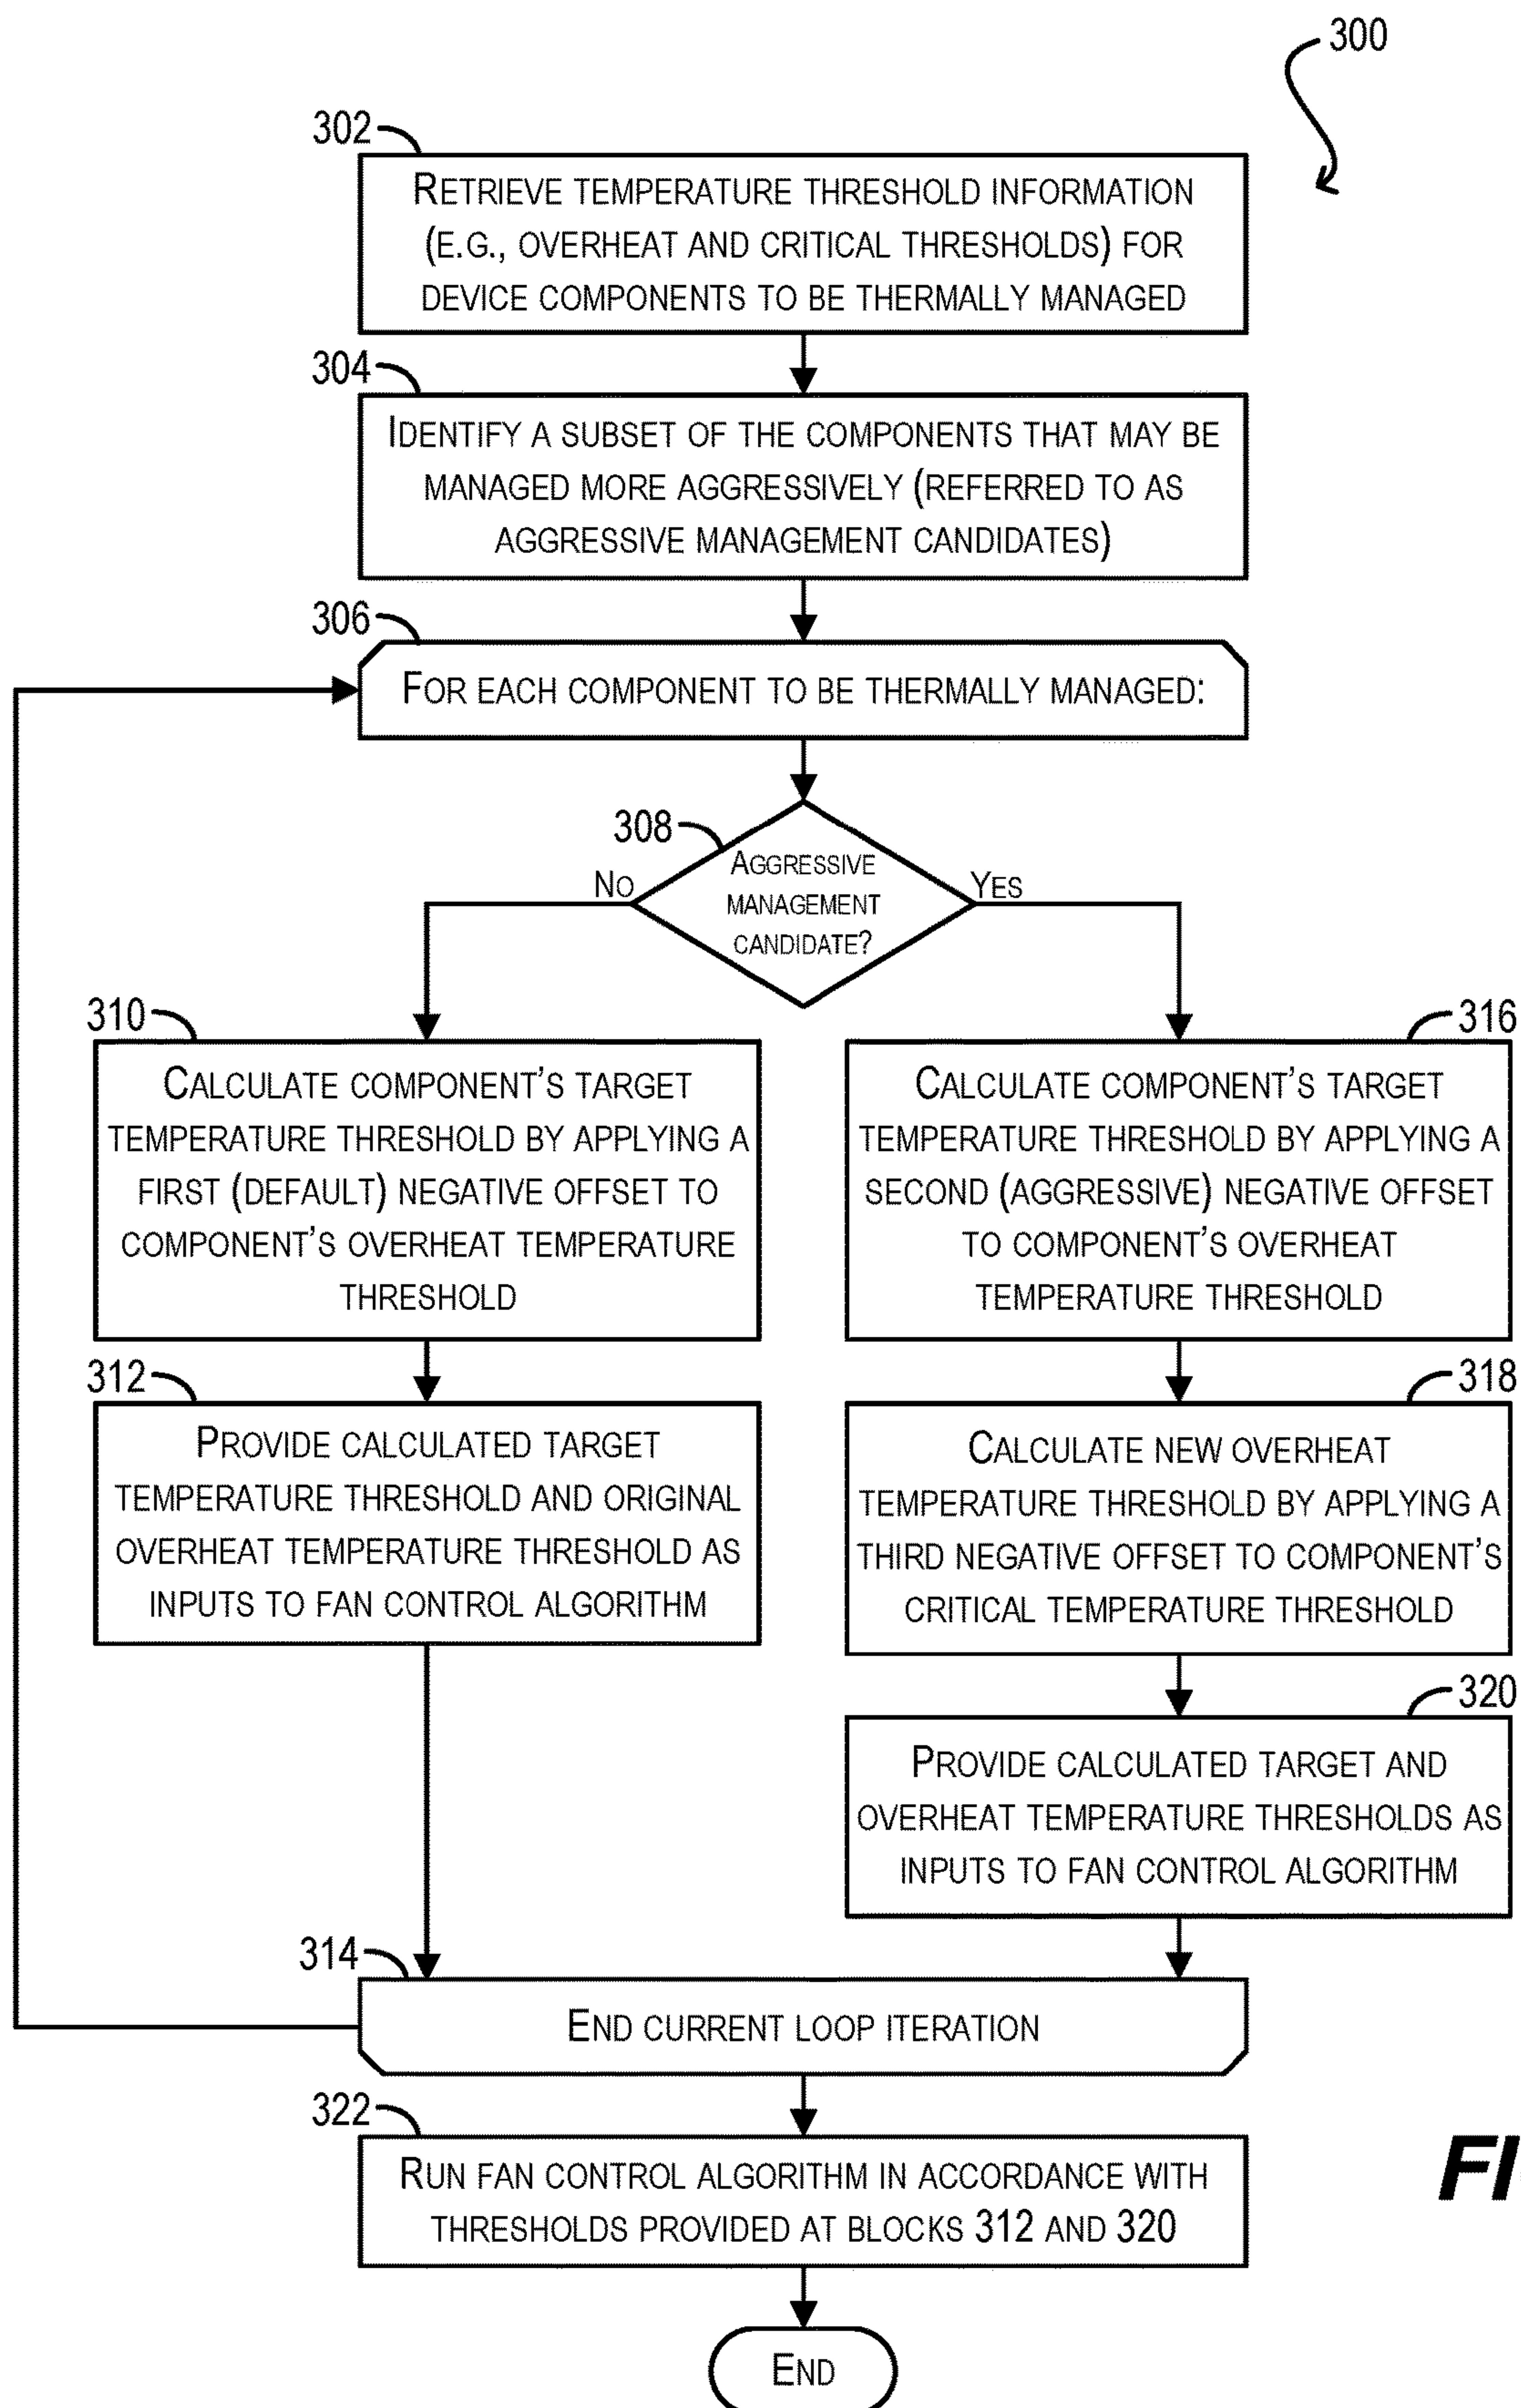 300
302
RETRIEVE TEMPERATURE THRESHOLD INFORMATION
(E.G., OVERHEAT AND CRITICAL THRESHOLDS) FOR
DEVICE COMPONENTS TO BE THERMALLY MANAGED
304
IDENTIFY A SUBSET OF THE COMPONENTS THAT MAY BE
MANAGED MORE AGGRESSIVELY (REFERRED TO AS
AGGRESSIVE MANAGEMENT CANDIDATES)
306
FOR EACH COMPONENT TO BE THERMALLY MANAGED:
308
AGGRESSIVE
MANAGEMENT
CANDIDATE?
NO
YES
310
CALCULATE COMPONENT'S TARGET
TEMPERATURE THRESHOLD BY APPLYING A
FIRST (DEFAULT) NEGATIVE OFFSET TO
COMPONENT'S OVERHEAT TEMPERATURE
THRESHOLD
312
PROVIDE CALCULATED TARGET
TEMPERATURE THRESHOLD AND ORIGINAL
OVERHEAT TEMPERATURE THRESHOLD AS
INPUTS TO FAN CONTROL ALGORITHM
316
CALCULATE COMPONENT'S TARGET
TEMPERATURE THRESHOLD BY APPLYING A
SECOND (AGGRESSIVE) NEGATIVE OFFSET
TO COMPONENT'S OVERHEAT
TEMPERATURE THRESHOLD
318
CALCULATE NEW OVERHEAT
TEMPERATURE THRESHOLD BY APPLYING A
THIRD NEGATIVE OFFSET TO COMPONENT'S
CRITICAL TEMPERATURE THRESHOLD
320
PROVIDE CALCULATED TARGET AND
OVERHEAT TEMPERATURE THRESHOLDS AS
INPUTS TO FAN CONTROL ALGORITHM
314
END CURRENT LOOP ITERATION
322
RUN FAN CONTROL ALGORITHM IN ACCORDANCE WITH
THRESHOLDS PROVIDED AT BLOCKS 312 AND 320
END
FI